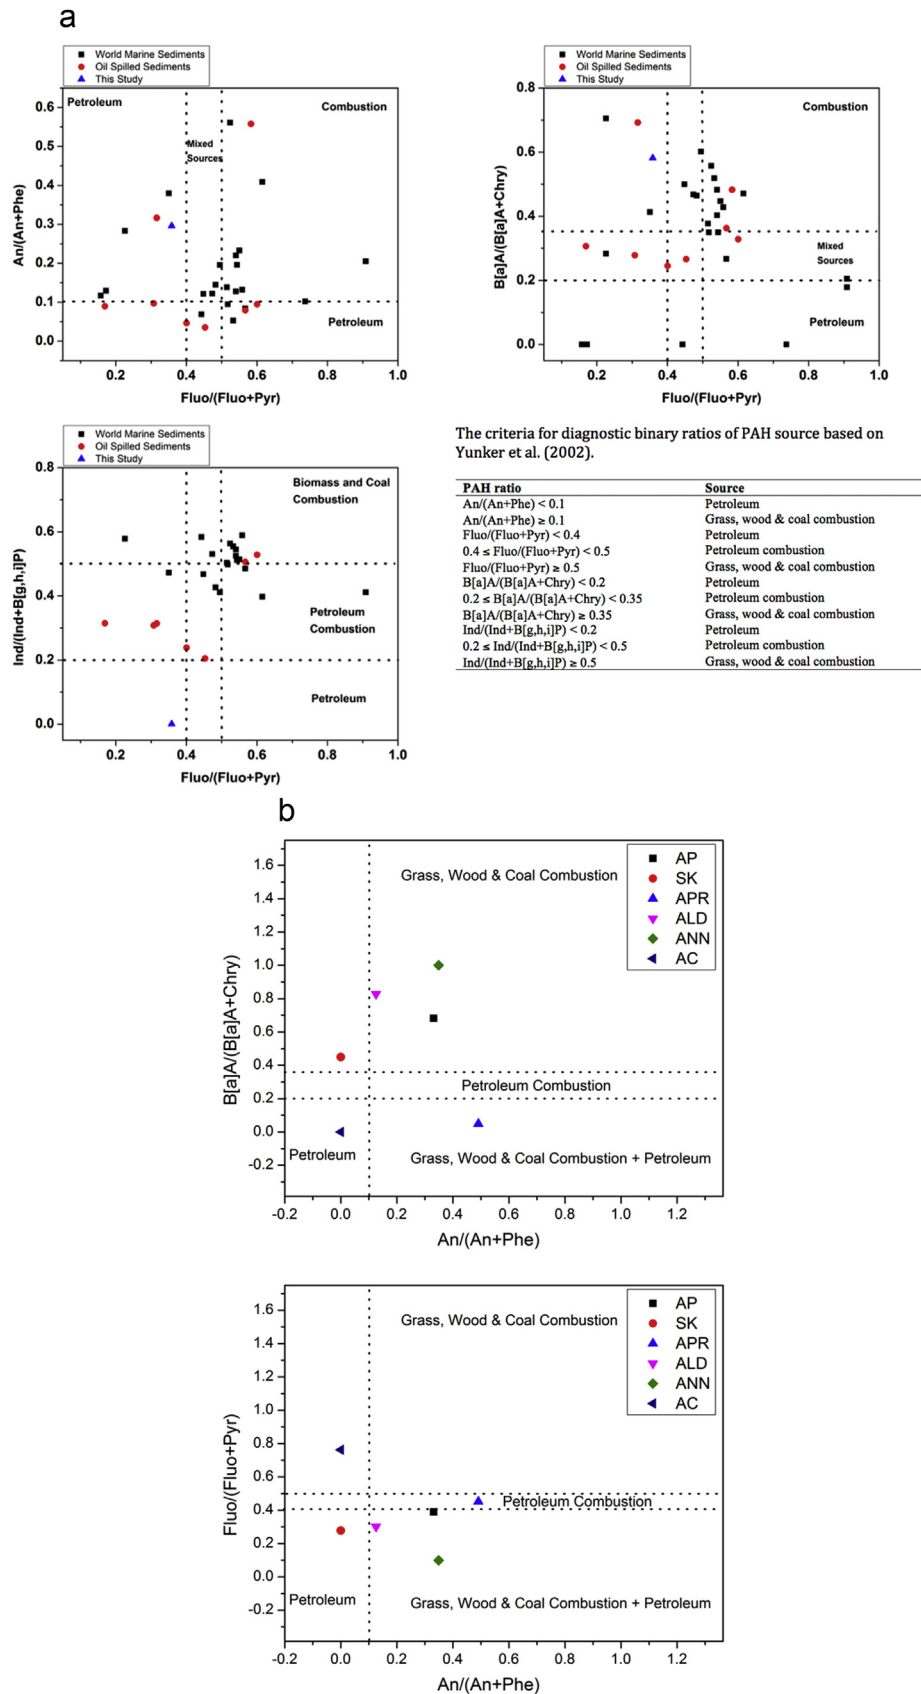 a
World Marine Sediments
Oil Spilled Sediments
This Study
Petroleum
Combustion
Mixed
Sources
Petroleum
An/(An+Phe)
0.6
0.5
0.4
0.3
0.2
0.1
0.0
0.2 0.4 0.6 0.8 1.0
Fluo/(Fluo+Pyr)
World Marine Sediments
Oil Spilled Sediments
This Study
Combustion
Mixed
Sources
Petroleum
B[a]A/(B[a]A+Chry)
0.8
0.6
0.4
0.2
0.0
0.2 0.4 0.6 0.8 1.0
Fluo/(Fluo+Pyr)
World Marine Sediments
Oil Spilled Sediments
This Study
Biomass and Coal
Combustion
Petroleum
Combustion
Petroleum
Ind/(Ind+B[g,h,i]P)
0.8
0.6
0.4
0.2
0.0
0.2 0.4 0.6 0.8 1.0
Fluo/(Fluo+Pyr)
The criteria for diagnostic binary ratios of PAH source based on
Yunker et al. (2002).
PAH ratio Source
An/(An+Phe) < 0.1 Petroleum
An/(An+Phe) ≥ 0.1 Grass, wood & coal combustion
Fluo/(Fluo+Pyr) < 0.4 Petroleum
0.4 ≤ Fluo/(Fluo+Pyr) < 0.5 Petroleum combustion
Fluo/(Fluo+Pyr) ≥ 0.5 Grass, wood & coal combustion
B[a]A/(B[a]A+Chry) < 0.2 Petroleum
0.2 ≤ B[a]A/(B[a]A+Chry) < 0.35 Petroleum combustion
B[a]A/(B[a]A+Chry) ≥ 0.35 Grass, wood & coal combustion
Ind/(Ind+B[g,h,i]P) < 0.2 Petroleum
0.2 ≤ Ind/(Ind+B[g,h,i]P) < 0.5 Petroleum combustion
Ind/(Ind+B[g,h,i]P) ≥ 0.5 Grass, wood & coal combustion
b
Grass, Wood & Coal Combustion
AP
SK
APR
ALD
ANN
AC
Petroleum Combustion
Petroleum
Grass, Wood & Coal Combustion + Petroleum
B[a]A/(B[a]A+Chry)
1.6
1.4
1.2
1.0
0.8
0.6
0.4
0.2
0.0
-0.2
-0.2 0.0 0.2 0.4 0.6 0.8 1.0 1.2
An/(An+Phe)
Grass, Wood & Coal Combustion
AP
SK
APR
ALD
ANN
AC
Petroleum Combustion
Petroleum
Grass, Wood & Coal Combustion + Petroleum
Fluo/(Fluo+Pyr)
1.6
1.4
1.2
1.0
0.8
0.6
0.4
0.2
0.0
-0.2
-0.2 0.0 0.2 0.4 0.6 0.8 1.0 1.2
An/(An+Phe)